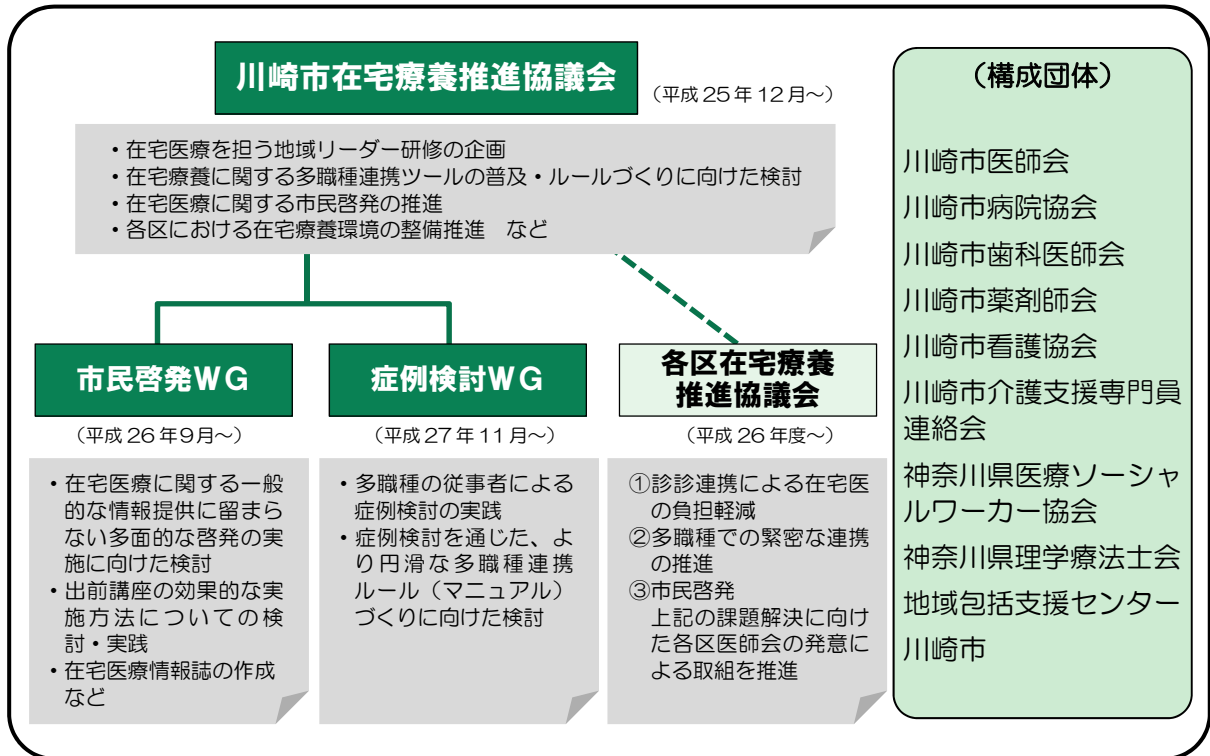 川崎市在宅療養推進協議会
（平成25年12月～）
・在宅医療を担う地域リーダー研修の企画
・在宅療養に関する多職種連携ツールの普及・ルールづくりに向けた検討
・在宅医療に関する市民啓発の推進
・各区における在宅療養環境の整備推進　など
市民啓発ＷＧ
（平成26年9月～）
・在宅医療に関する一般
的な情報提供に留まら
ない多面的な啓発の実
施に向けた検討
・出前講座の効果的な実
施方法についての検
討・実践
・在宅医療情報誌の作成
など
症例検討ＷＧ
（平成27年11月～）
・多職種の従事者による
症例検討の実践
・症例検討を通じた、よ
り円滑な多職種連携
ルール（マニュアル）
づくりに向けた検討
各区在宅療養
推進協議会
（平成26年度～）
①診診連携による在宅医
の負担軽減
②多職種での緊密な連携
の推進
③市民啓発
上記の課題解決に向け
た各区医師会の発意に
よる取組を推進
（構成団体）
川崎市医師会
川崎市病院協会
川崎市歯科医師会
川崎市薬剤師会
川崎市看護協会
川崎市介護支援専門員
連絡会
神奈川県医療ソーシャ
ルワーカー協会
神奈川県理学療法士会
地域包括支援センター
川崎市